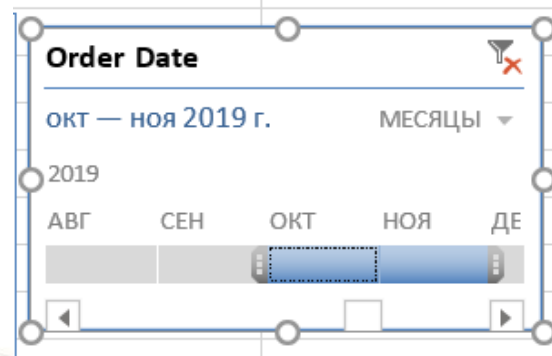 Order Date
окт — ноя 2019 г. МЕСЯЦЫ
2019
АВГ СЕН ОКТ НОЯ ДЕ